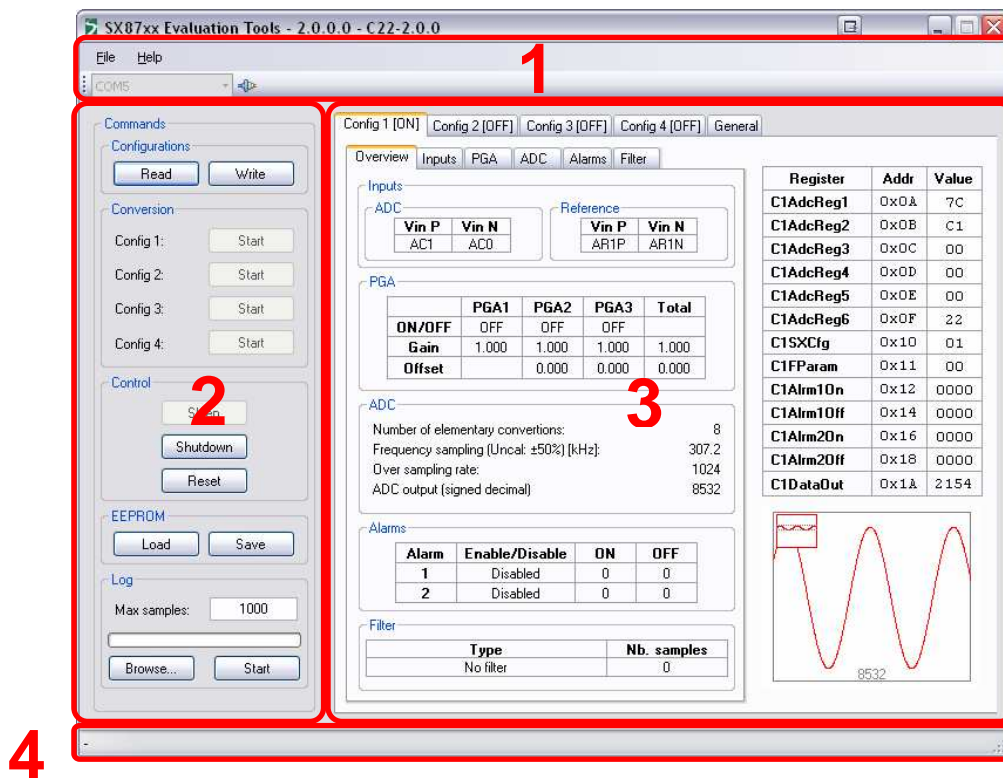 SX87xx Evaluation Tools - 2.0.0.0 - C22-2.0.0
File Help
1
COM5
Commands
Configurations
Read Write
Conversion
Config 1: Start
Config 2: Start
Config 3: Start
Config 4: Start
Control
2
Shutdown
Reset
EEPROM
Load Save
Log
Max samples: 1000
Browse... Start
Config 1 [ON] Config 2 [OFF] Config 3 [OFF] Config 4 [OFF] General
Overview Inputs PGA ADC Alarms Filter
Inputs
ADC
Vin P Vin N
AC1 AC0
Reference
Vin P Vin N
AR1P AR1N
PGA
PGA1 PGA2 PGA3 Total
ON/OFF OFF OFF OFF
Gain 1.000 1.000 1.000 1.000
Offset 0.000 0.000 0.000
3
ADC
Number of elementary convertions: 8
Frequency sampling (Uncal: ±50%) [kHz]: 307.2
Over sampling rate: 1024
ADC output (signed decimal) 8532
Alarms
Alarm Enable/Disable ON OFF
1 Disabled 0 0
2 Disabled 0 0
Filter
Type Nb. samples
No filter 0
Register Addr Value
C1AdcReg1 0x0A 7C
C1AdcReg2 0x0B C1
C1AdcReg3 0x0C 00
C1AdcReg4 0x0D 00
C1AdcReg5 0x0E 00
C1AdcReg6 0x0F 22
C1SXCfg 0x10 01
C1FParam 0x11 00
C1Alrm1On 0x12 0000
C1Alrm1Off 0x14 0000
C1Alrm2On 0x16 0000
C1Alrm2Off 0x18 0000
C1DataOut 0x1A 2154
8532
4
-